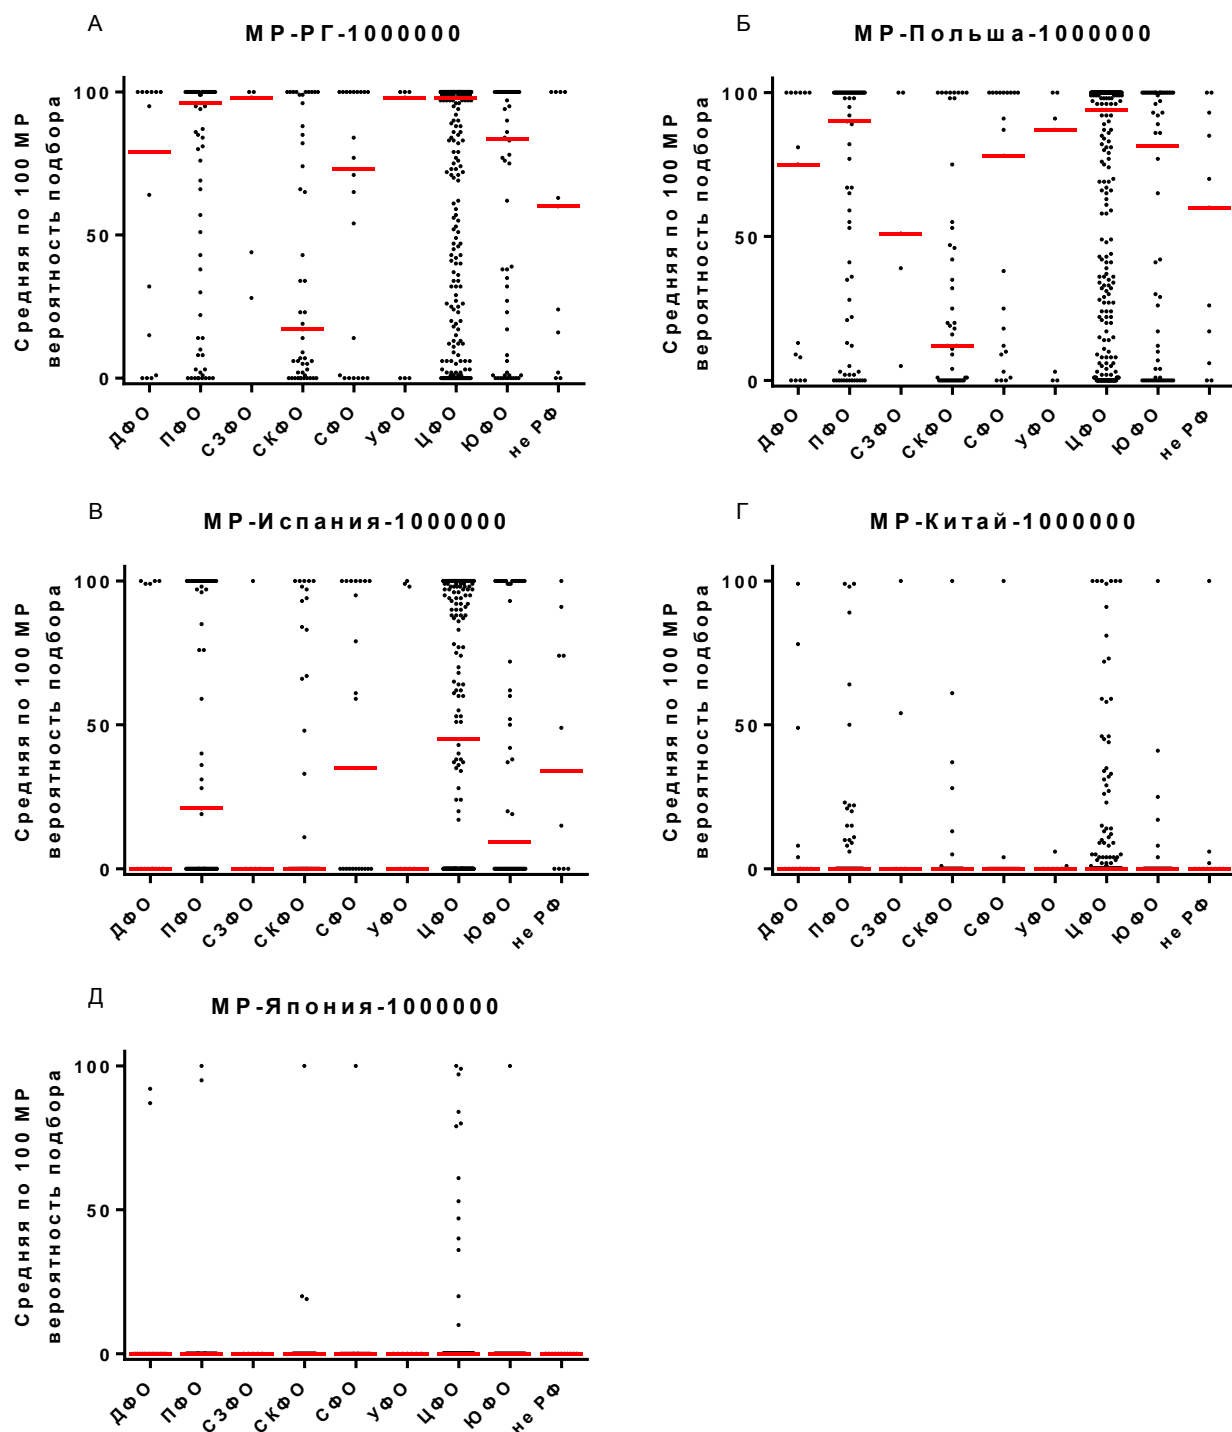 А
МР-РГ-1000000
Средняя по 100 МР
вероятность подбора
100
50
0
ДФО
ПФО
СЗФО
СКФО
СФО
УФО
ЦФО
ЮФО
не РФ
Б
МР-Польша-1000000
Средняя по 100 МР
вероятность подбора
100
50
0
ДФО
ПФО
СЗФО
СКФО
СФО
УФО
ЦФО
ЮФО
не РФ
В
МР-Испания-1000000
Средняя по 100 МР
вероятность подбора
100
50
0
ДФО
ПФО
СЗФО
СКФО
СФО
УФО
ЦФО
ЮФО
не РФ
Г
МР-Китай-1000000
Средняя по 100 МР
вероятность подбора
100
50
0
ДФО
ПФО
СЗФО
СКФО
СФО
УФО
ЦФО
ЮФО
не РФ
Д
МР-Япония-1000000
Средняя по 100 МР
вероятность подбора
100
50
0
ДФО
ПФО
СЗФО
СКФО
СФО
УФО
ЦФО
ЮФО
не РФ